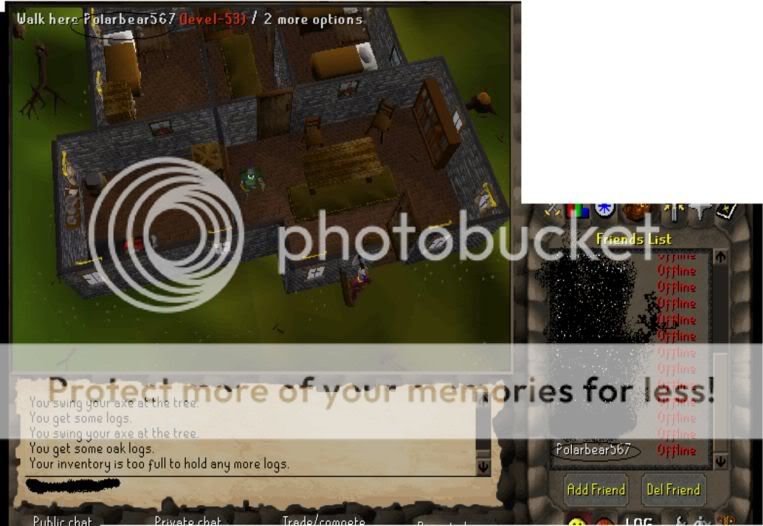 Walk here Polarbear567 (level-53) / 2 more options
Friends List
Offline
Offline
Offline
Offline
Offline
Offline
Offline
Offline
Offline
Offline
Offline
Offline
Polarbear567 Offline
Add Friend Del Friend
photobucket
Protect more of your memories for less!
You swing your axe at the tree.
You get some logs.
You swing your axe at the tree.
You get some oak logs.
Your inventory is too full to hold any more logs.
Public chat Private chat Trade/compete